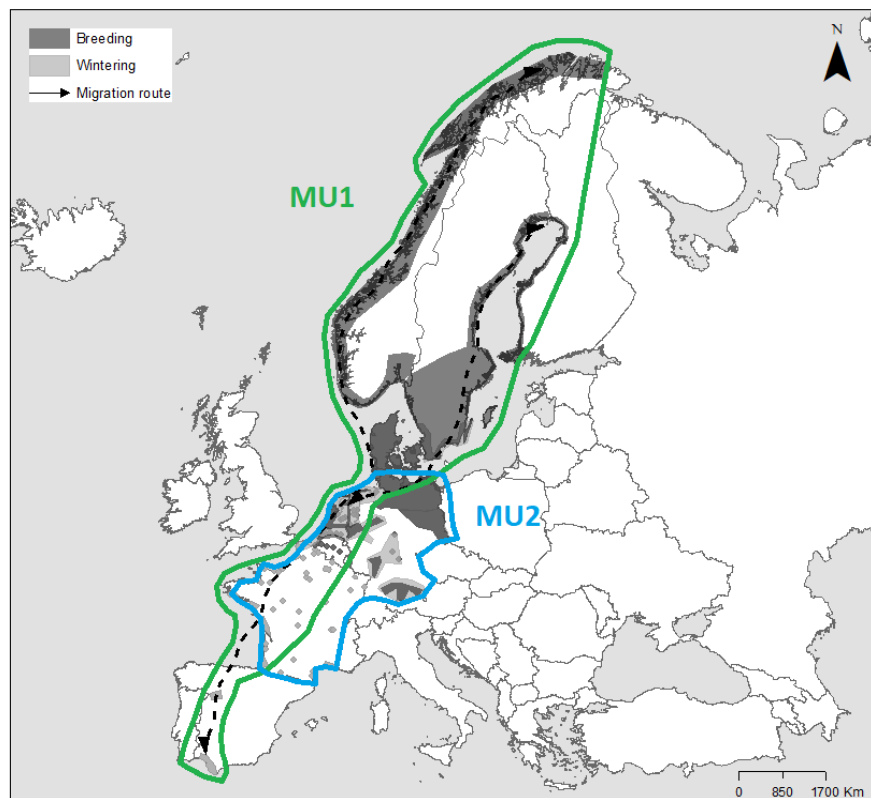 Breeding
Wintering
Migration route
N
MU1
MU2
0 850 1700 Km